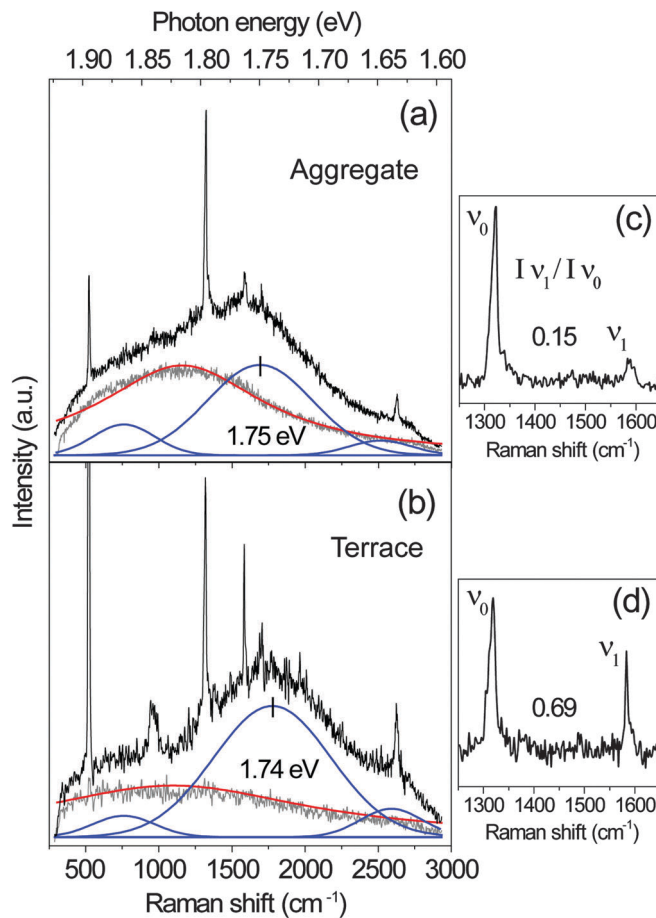 Photon energy (eV)
1.90 1.85 1.80 1.75 1.70 1.65 1.60
(a)
Aggregate
1.75 eV
Intensity (a.u.)
(b)
Terrace
1.74 eV
500 1000 1500 2000 2500 3000
Raman shift (cm⁻¹)
(c)
ν₀
I ν₁ / I ν₀
0.15
ν₁
1300 1400 1500 1600
Raman shift (cm⁻¹)
(d)
ν₀
ν₁
0.69
1300 1400 1500 1600
Raman shift (cm⁻¹)